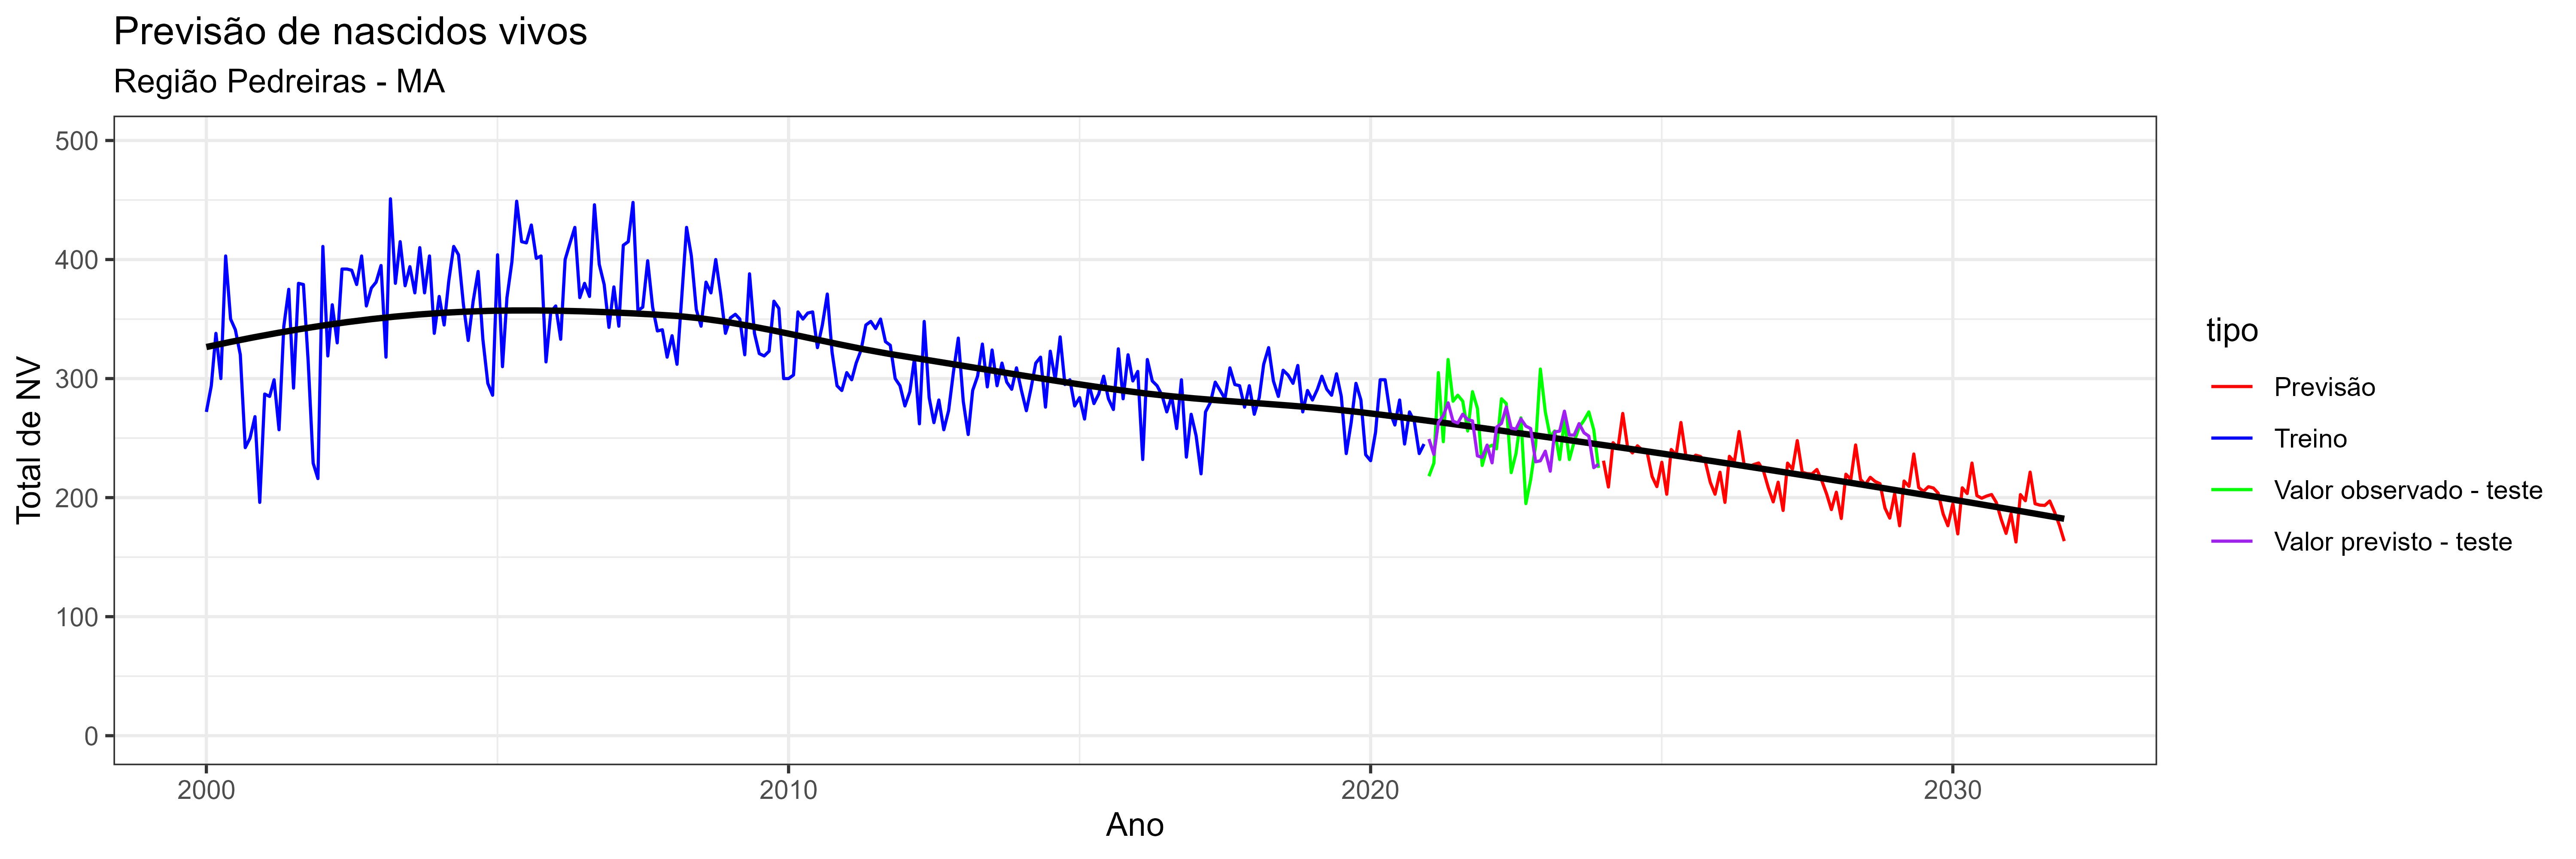 Previsão de nascidos vivos
Região Pedreiras - MA
500
400
300
200
100
0
Total de NV
2000
2010
2020
2030
Ano
tipo
Previsão
Treino
Valor observado - teste
Valor previsto - teste